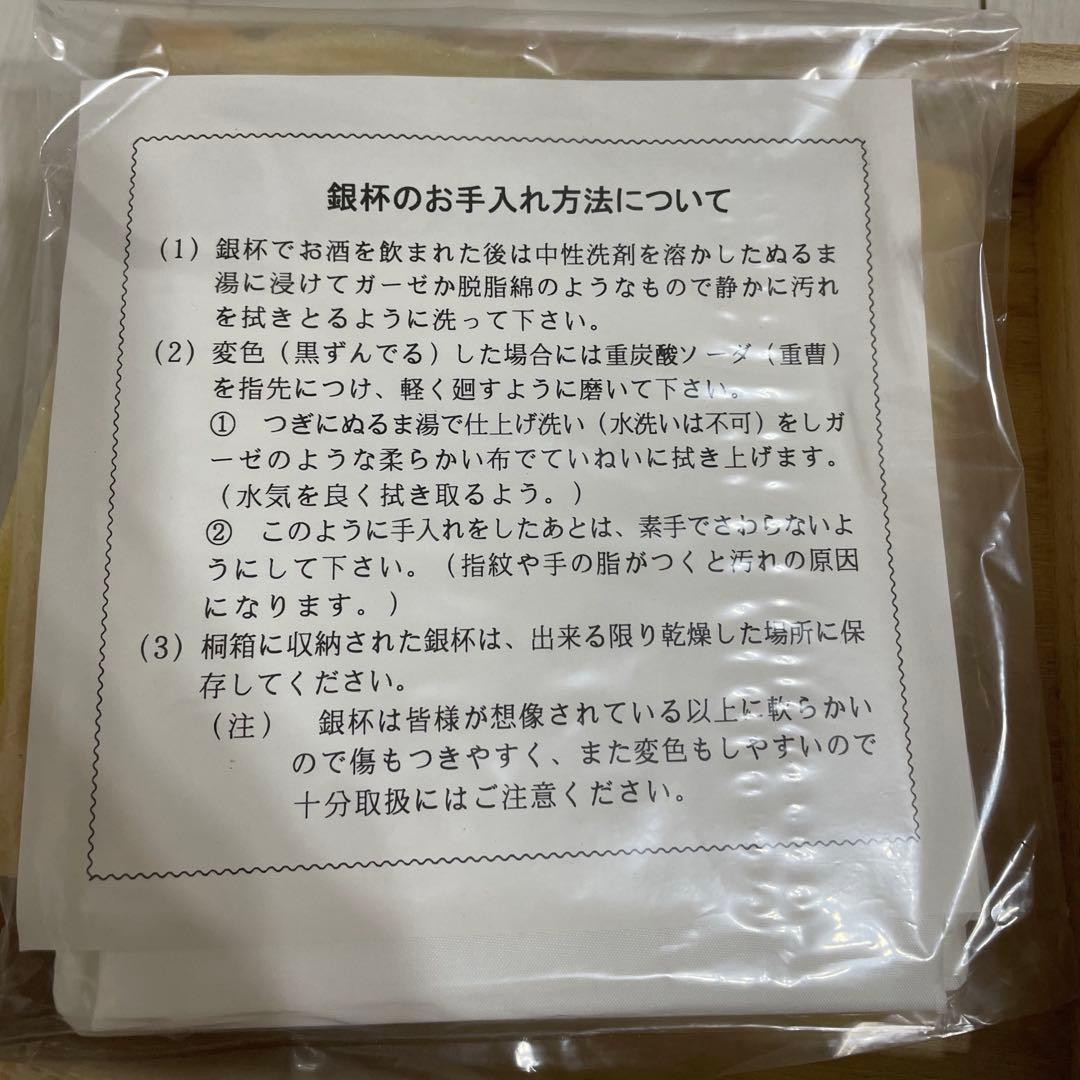 銀杯のお手入れ方法について
(1) 銀杯でお酒を飲まれた後は中性洗剤を溶かしたぬるま
湯に浸けてガーゼか脱脂綿のようなもので静かに汚れ
を拭きとるように洗って下さい。
(2) 変色(黒ずんでる)した場合には重炭酸ソーダ(重曹)
を指先につけ、軽く廻すように磨いて下さい。
① つぎにぬるま湯で仕上げ洗い(水洗いは不可)をしガ
ーゼのような柔らかい布でていねいに拭き上げます。
(水気を良く拭き取るよう。)
② このように手入れをしたあとは、素手でさわらないよ
うにして下さい。(指紋や手の脂がつくと汚れの原因
になります。)
(3) 桐箱に収納された銀杯は、出来る限り乾燥した場所に保
存してください。
(注) 銀杯は皆様が想像されている以上に軟らかい
ので傷もつきやすく、また変色もしやすいので
十分取扱にはご注意ください。